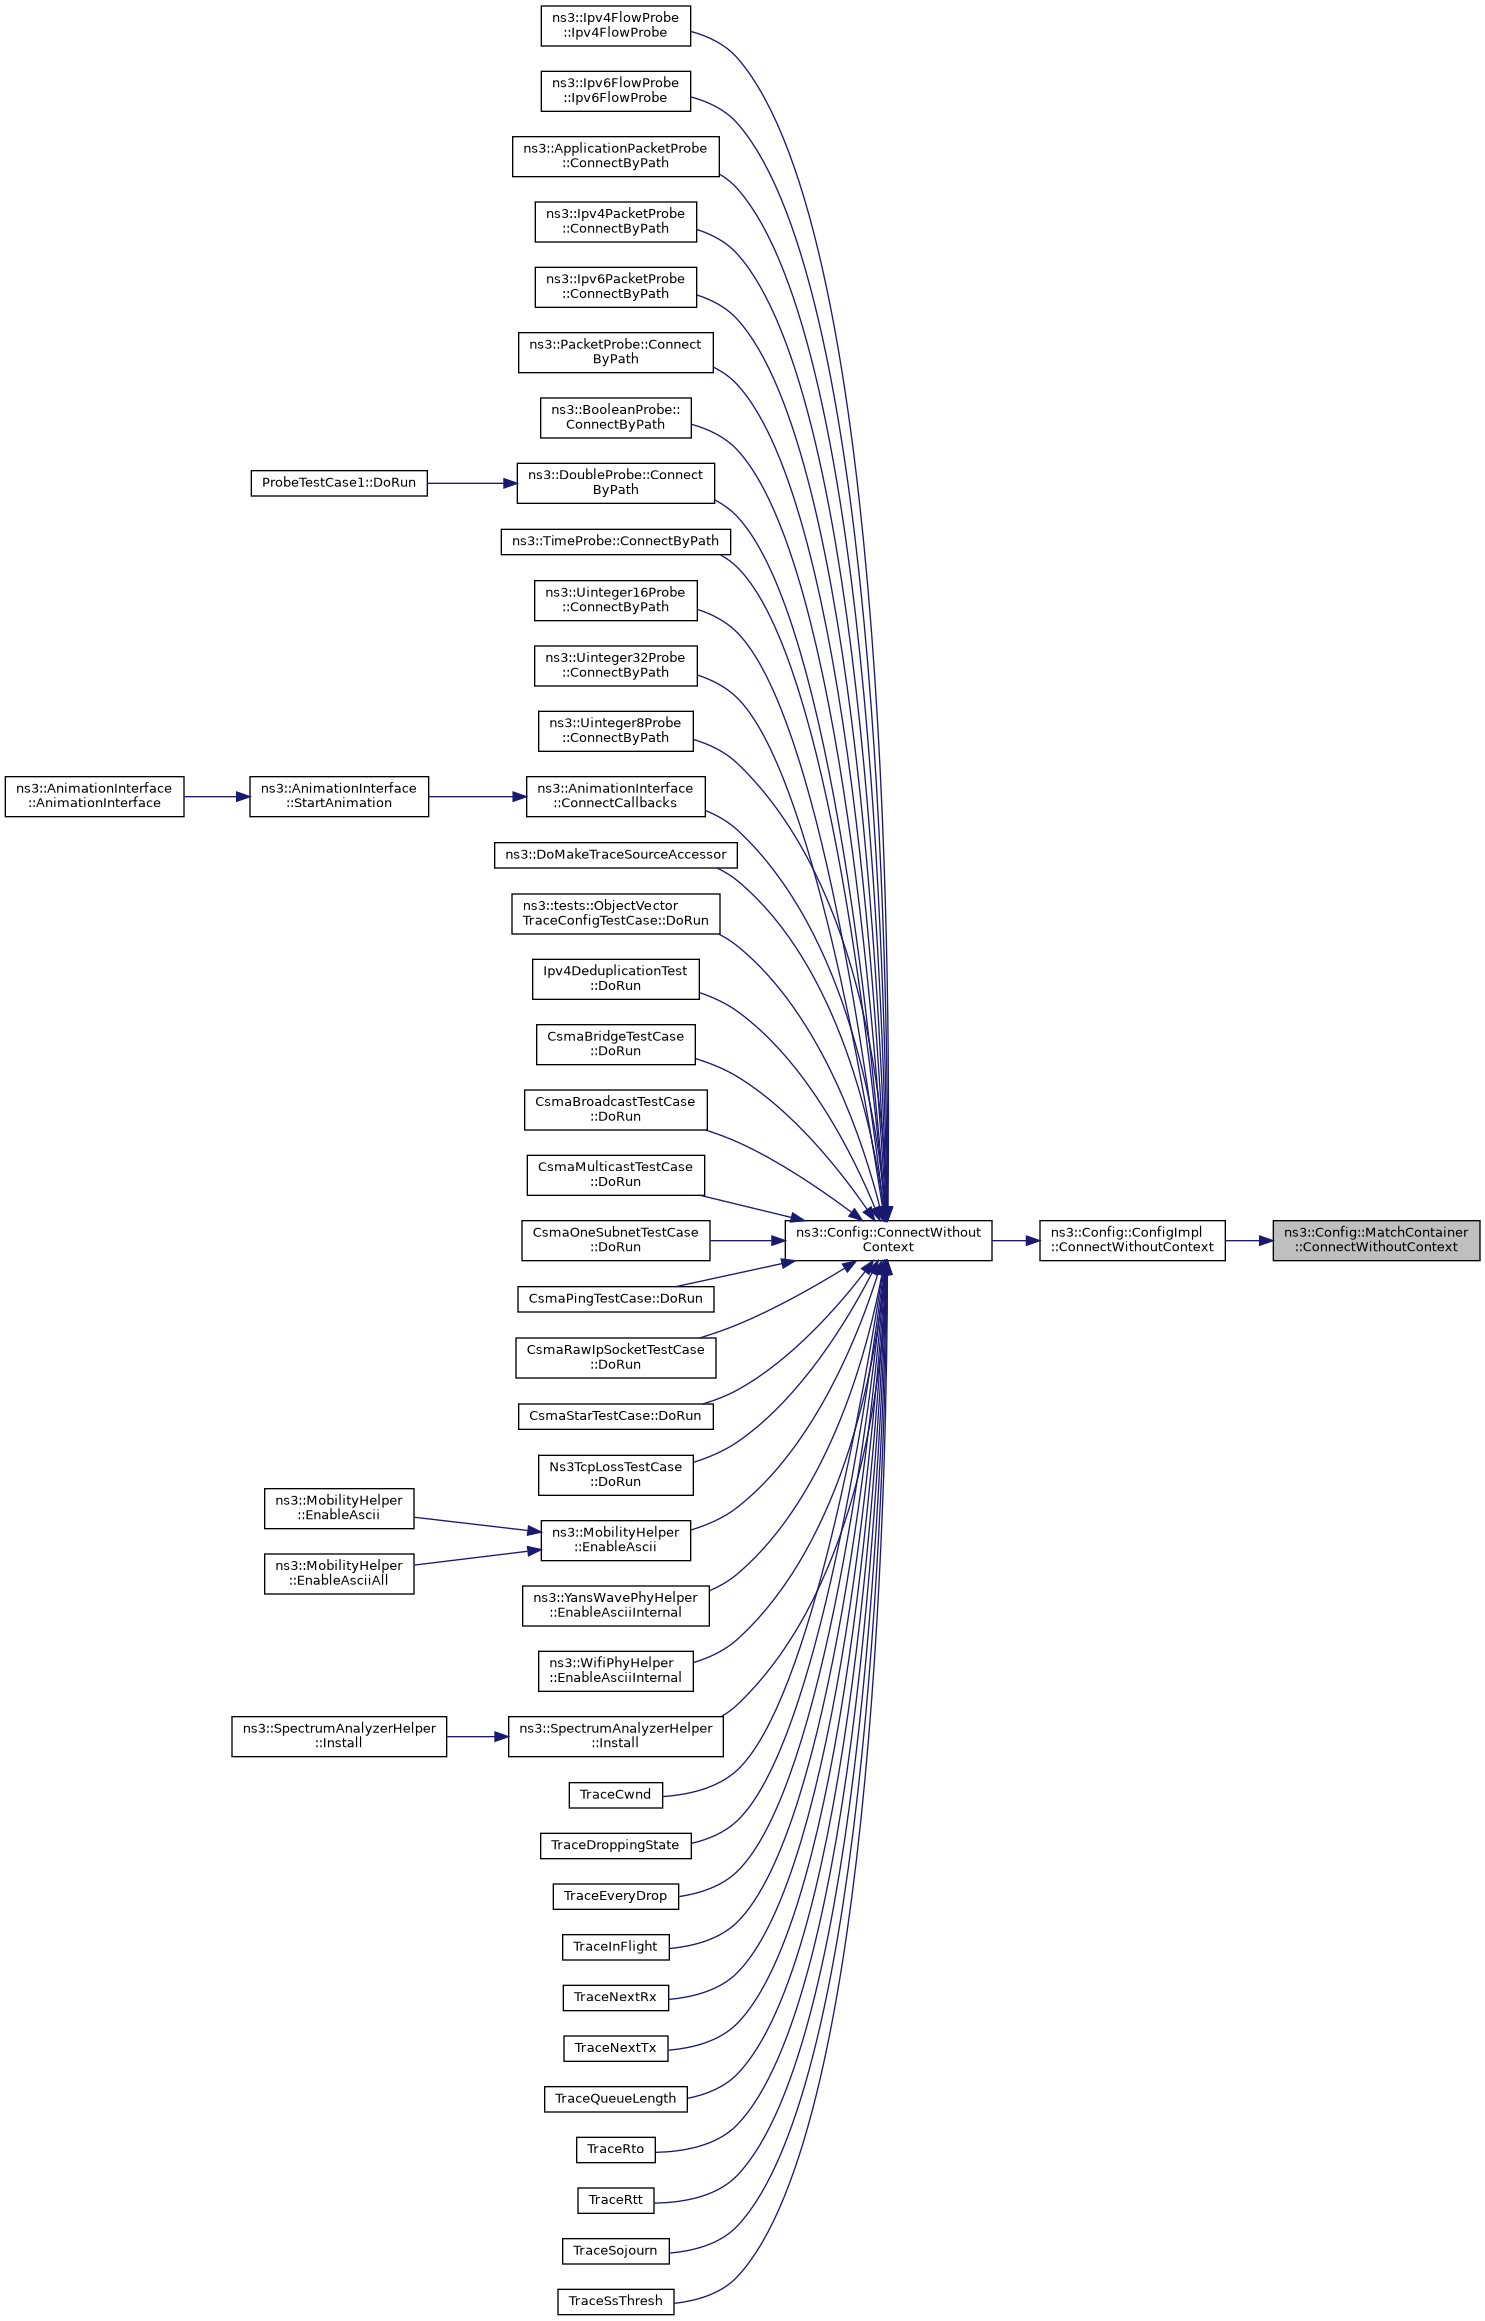 ns3::Ipv4FlowProbe
::Ipv4FlowProbe
ns3::Ipv6FlowProbe
::Ipv6FlowProbe
ns3::ApplicationPacketProbe
::ConnectByPath
ns3::Ipv4PacketProbe
::ConnectByPath
ns3::Ipv6PacketProbe
::ConnectByPath
ns3::PacketProbe::Connect
ByPath
ns3::BooleanProbe::
ConnectByPath
ProbeTestCase1::DoRun
ns3::DoubleProbe::Connect
ByPath
ns3::TimeProbe::ConnectByPath
ns3::Uinteger16Probe
::ConnectByPath
ns3::Uinteger32Probe
::ConnectByPath
ns3::Uinteger8Probe
::ConnectByPath
ns3::AnimationInterface
::AnimationInterface
ns3::AnimationInterface
::StartAnimation
ns3::AnimationInterface
::ConnectCallbacks
ns3::DoMakeTraceSourceAccessor
ns3::tests::ObjectVector
TraceConfigTestCase::DoRun
Ipv4DeduplicationTest
::DoRun
CsmaBridgeTestCase
::DoRun
CsmaBroadcastTestCase
::DoRun
CsmaMulticastTestCase
::DoRun
CsmaOneSubnetTestCase
::DoRun
ns3::Config::ConnectWithout
Context
ns3::Config::ConfigImpl
::ConnectWithoutContext
ns3::Config::MatchContainer
::ConnectWithoutContext
CsmaPingTestCase::DoRun
CsmaRawIpSocketTestCase
::DoRun
CsmaStarTestCase::DoRun
Ns3TcpLossTestCase
::DoRun
ns3::MobilityHelper
::EnableAscii
ns3::MobilityHelper
::EnableAscii
ns3::MobilityHelper
::EnableAsciiAll
ns3::YansWavePhyHelper
::EnableAsciiInternal
ns3::WifiPhyHelper
::EnableAsciiInternal
ns3::SpectrumAnalyzerHelper
::Install
ns3::SpectrumAnalyzerHelper
::Install
TraceCwnd
TraceDroppingState
TraceEveryDrop
TraceInFlight
TraceNextRx
TraceNextTx
TraceQueueLength
TraceRto
TraceRtt
TraceSojourn
TraceSsThresh